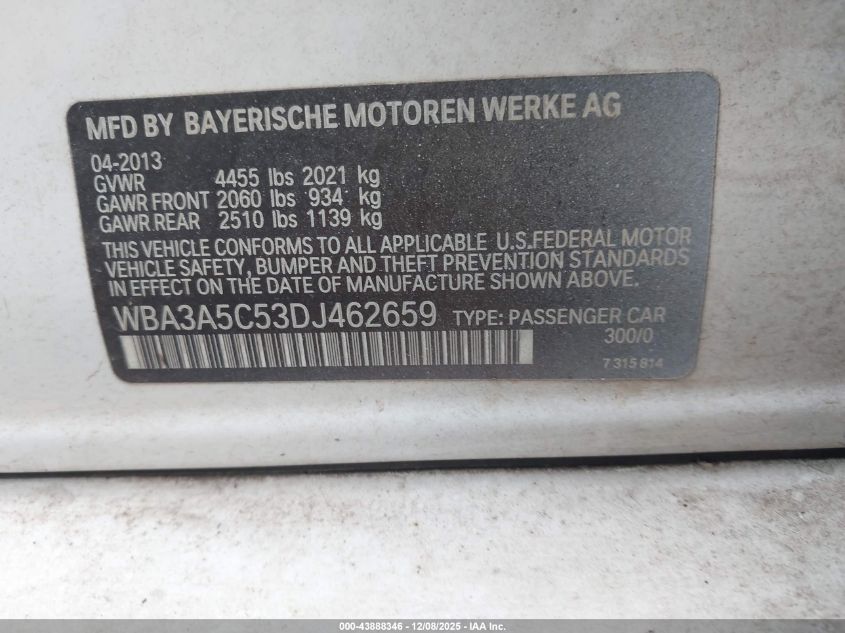 MFD BY BAYERISCHE MOTOREN WERKE AG
04-2013
GVWR 4455 lbs 2021 kg
GAWR FRONT 2060 lbs 934 kg
GAWR REAR 2510 lbs 1139 kg
THIS VEHICLE CONFORMS TO ALL APPLICABLE U.S.FEDERAL MOTOR
VEHICLE SAFETY, BUMPER AND THEFT PREVENTION STANDARDS
IN EFFECT ON THE DATE OF MANUFACTURE SHOWN ABOVE.
WBA3A5C53DJ462659 TYPE: PASSENGER CAR
300/0
7 315 814
000-43888346 - 12/08/2025 - IAA Inc.